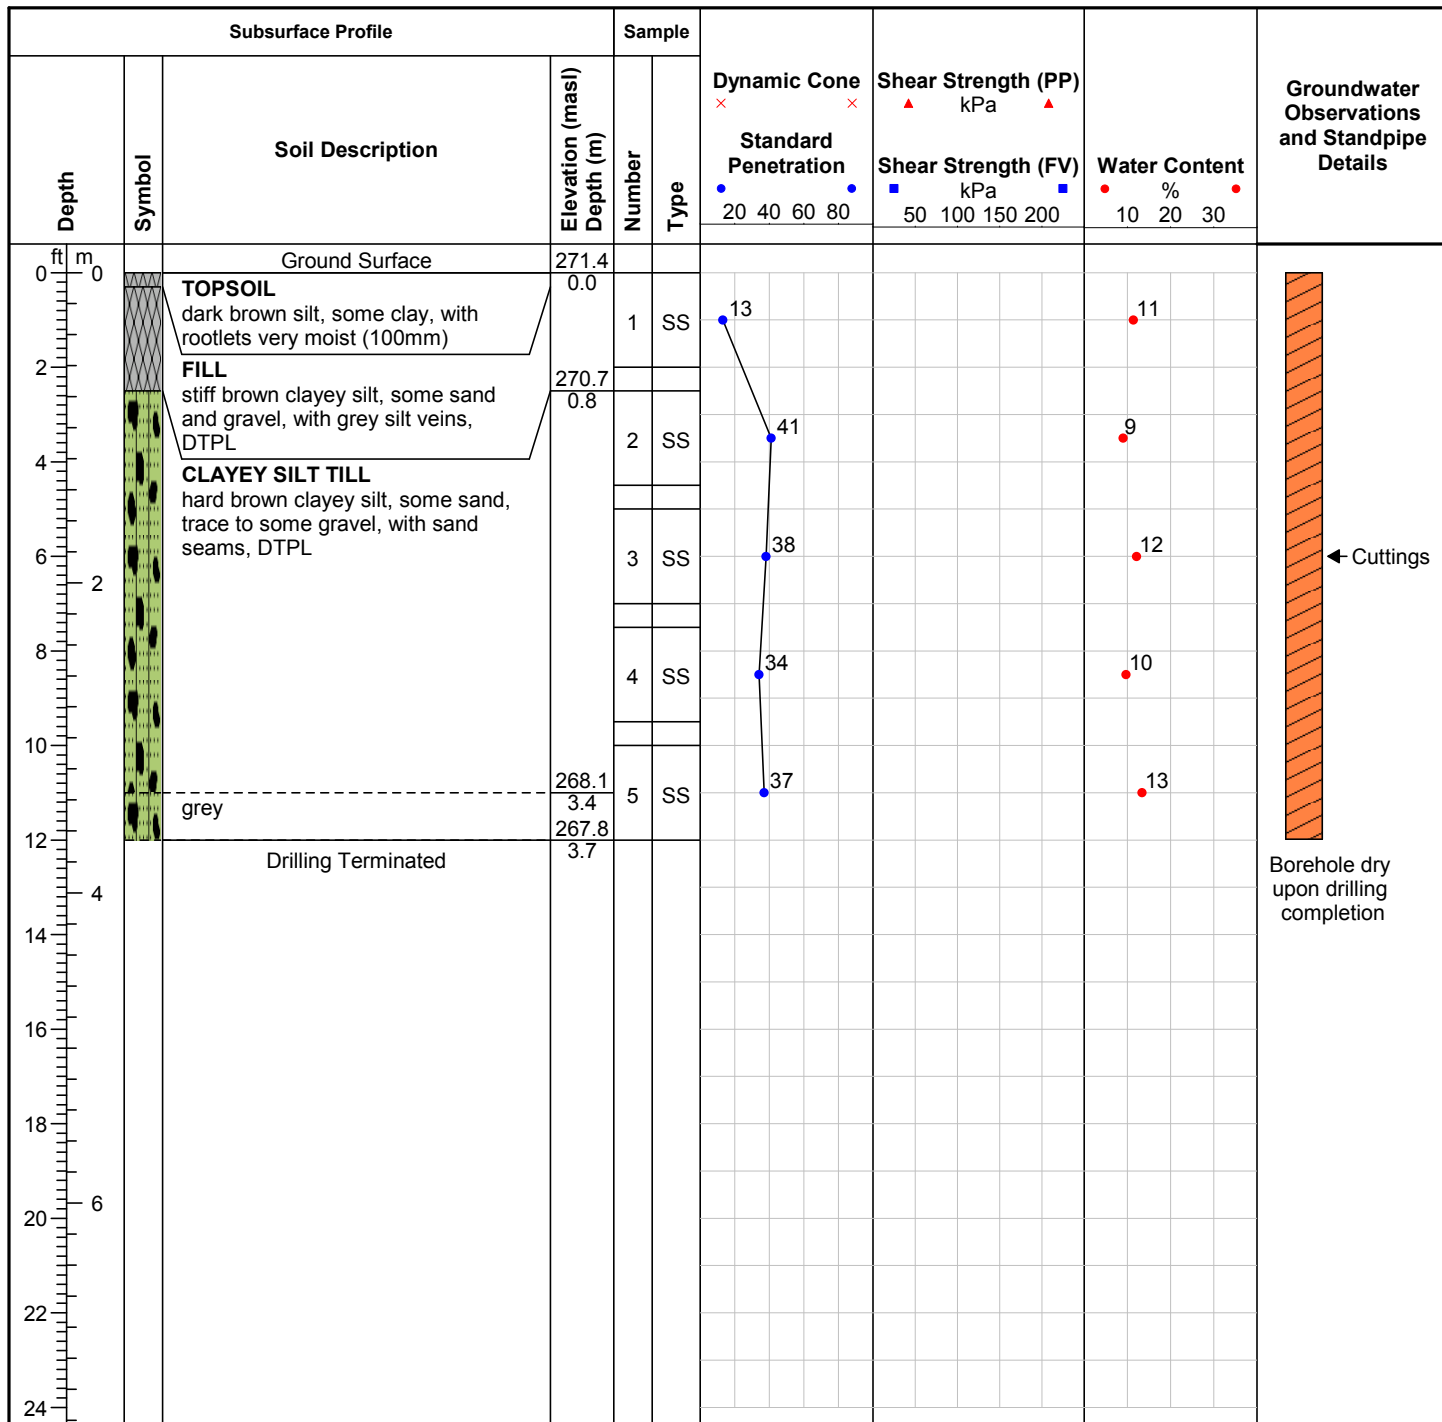 Subsurface Profile
Sample
Depth
Symbol
Soil Description
Elevation (masl)
Depth (m)
Number
Type
Dynamic Cone
Standard
Penetration
20 40 60 80
Shear Strength (PP)
kPa
Shear Strength (FV)
kPa
50 100 150 200
Water Content
%
10 20 30
Groundwater
Observations
and Standpipe
Details
ft m
Ground Surface
271.4
0 0
0.0
TOPSOIL
dark brown silt, some clay, with
rootlets very moist (100mm)
1 SS
13
11
2
FILL
270.7
stiff brown clayey silt, some sand
0.8
and gravel, with grey silt veins,
DTPL
2 SS
41
9
4
CLAYEY SILT TILL
hard brown clayey silt, some sand,
trace to some gravel, with sand
seams, DTPL
3 SS
38
12
6
Cuttings
2
8
4 SS
34
10
10
268.1
5 SS
37
13
grey
3.4
267.8
12
3.7
Drilling Terminated
Borehole dry
upon drilling
completion
4
14
16
18
6
20
22
24